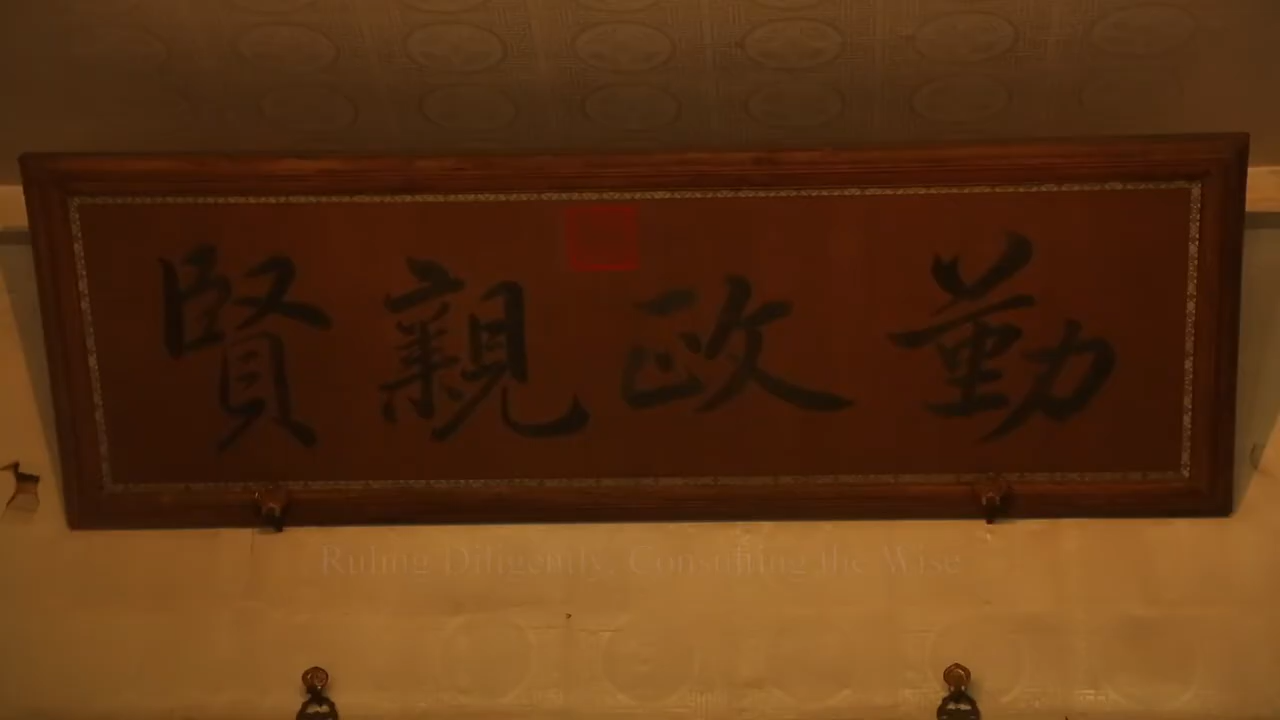 勤政親賢
Ruling Diligently, Consulting the Wise